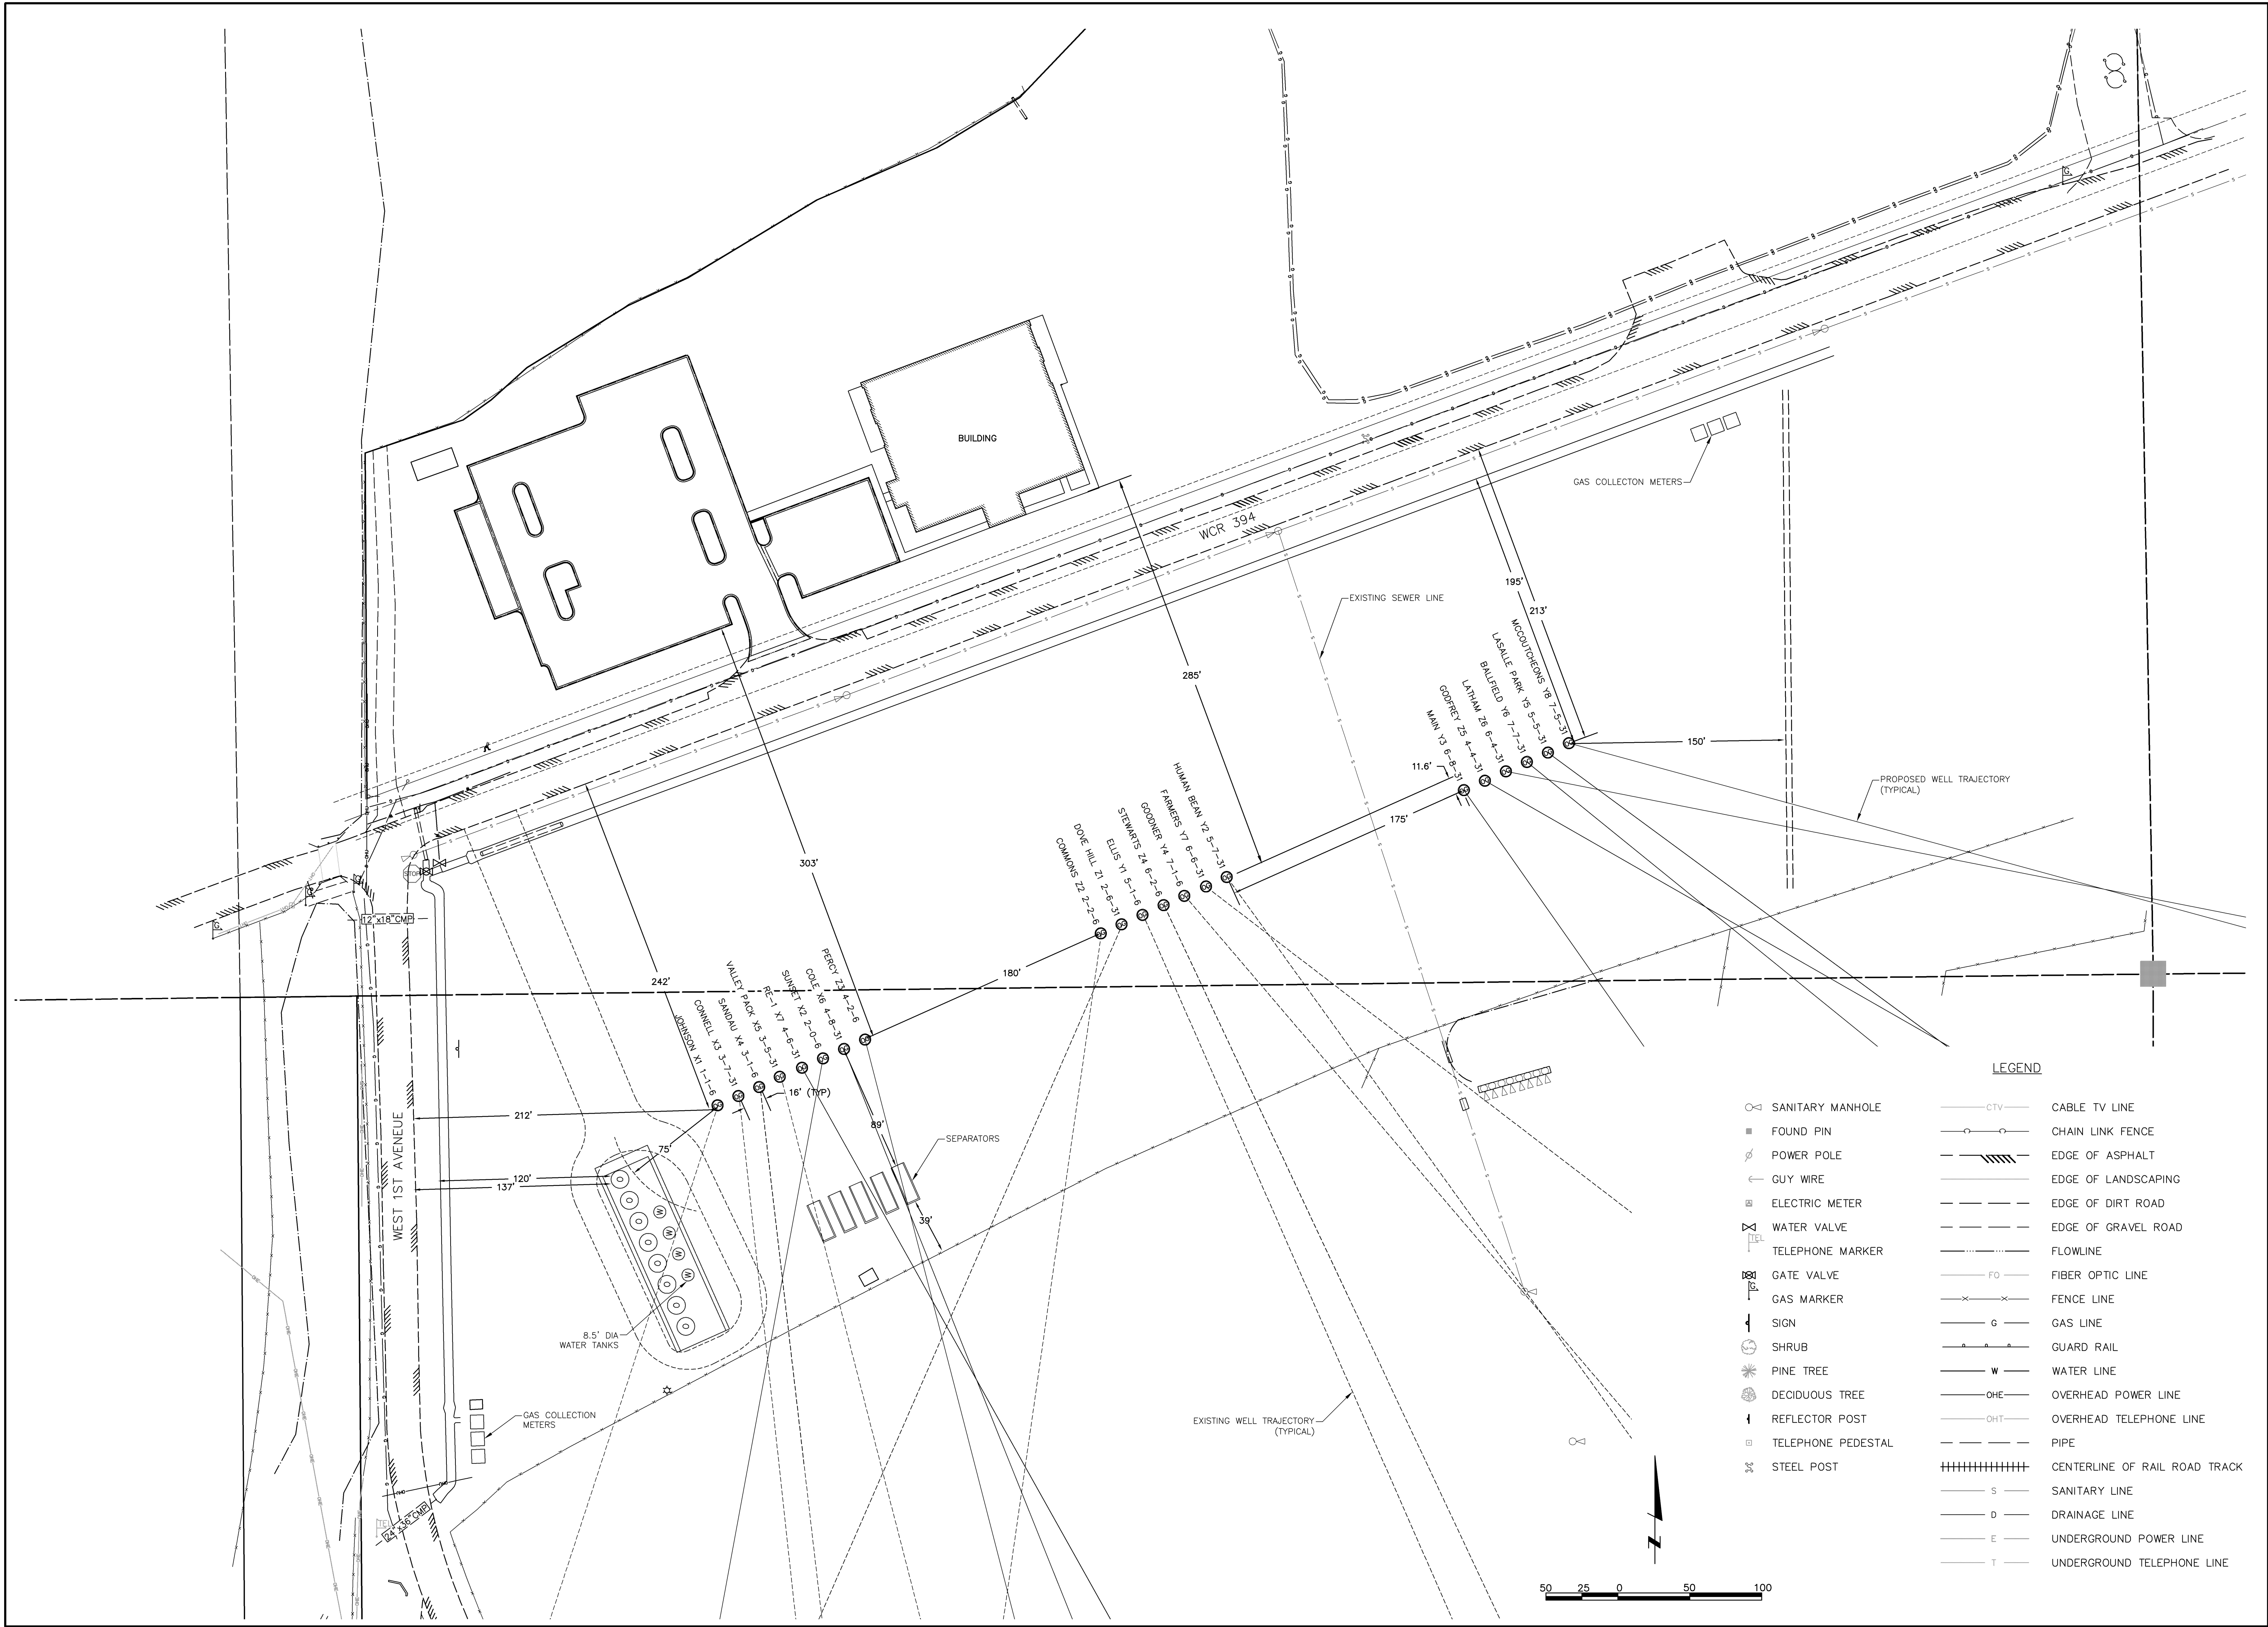 BUILDING
WCR 394
GAS COLLECTON METERS
EXISTING SEWER LINE
195'
213'
285'
303'
242'
150'
11.6'
175'
180'
PROPOSED WELL TRAJECTORY
(TYPICAL)
MCCOUTCHEONS Y8 7-5-31
LASALLE PARK Y5 5-5-31
BALLFIELD Y6 7-7-31
LATHAM Z6 6-4-31
GODFREY Z5 4-4-31
MAIN Y3 6-8-31
HUMAN BEAN Y2 5-7-31
FARMERS Y7 6-6-31
GOODNER Y4 7-1-6
STEWARTS Z4 6-2-6
ELLIS Y1 5-1-6
DOVE HILL Z1 2-6-31
COMMONS Z2 2-2-6
PERCY Z3 4-2-6
COLE X6 4-8-31
SUNSET X2 2-0-6
RE-1 X7 4-6-31
VALLEY PACK X5 3-5-31
SANDAU X4 3-1-6
CONNELL X3 3-7-31
JOHNSON X1 1-1-6
STOP
12"x18"CMP
16' (TYP)
212'
75'
89'
120'
137'
39'
SEPARATORS
WEST 1ST AVENEUE
8.5' DIA
WATER TANKS
GAS COLLECTION
METERS
24"x36"CMP
TEL
EXISTING WELL TRAJECTORY
(TYPICAL)
N
50 25 0 50 100
LEGEND
SANITARY MANHOLE
FOUND PIN
POWER POLE
GUY WIRE
ELECTRIC METER
WATER VALVE
TEL
TELEPHONE MARKER
GATE VALVE
G
GAS MARKER
SIGN
SHRUB
PINE TREE
DECIDUOUS TREE
REFLECTOR POST
TELEPHONE PEDESTAL
STEEL POST
CTV CABLE TV LINE
CHAIN LINK FENCE
EDGE OF ASPHALT
EDGE OF LANDSCAPING
EDGE OF DIRT ROAD
EDGE OF GRAVEL ROAD
FLOWLINE
FO FIBER OPTIC LINE
FENCE LINE
G GAS LINE
GUARD RAIL
W WATER LINE
OHE OVERHEAD POWER LINE
OHT OVERHEAD TELEPHONE LINE
PIPE
CENTERLINE OF RAIL ROAD TRACK
S SANITARY LINE
D DRAINAGE LINE
E UNDERGROUND POWER LINE
T UNDERGROUND TELEPHONE LINE